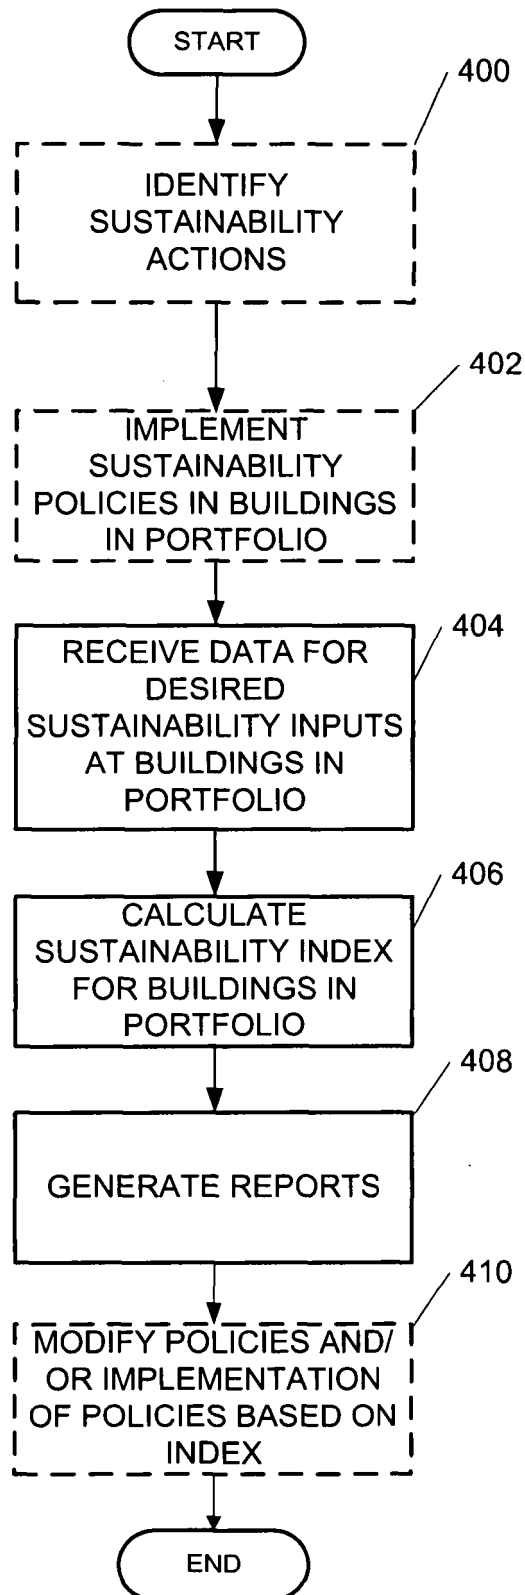 START
400
IDENTIFY
SUSTAINABILITY
ACTIONS
402
IMPLEMENT
SUSTAINABILITY
POLICIES IN BUILDINGS
IN PORTFOLIO
404
RECEIVE DATA FOR
DESIRED
SUSTAINABILITY INPUTS
AT BUILDINGS IN
PORTFOLIO
406
CALCULATE
SUSTAINABILITY INDEX
FOR BUILDINGS IN
PORTFOLIO
408
GENERATE REPORTS
410
MODIFY POLICIES AND/
OR IMPLEMENTATION
OF POLICIES BASED ON
INDEX
END